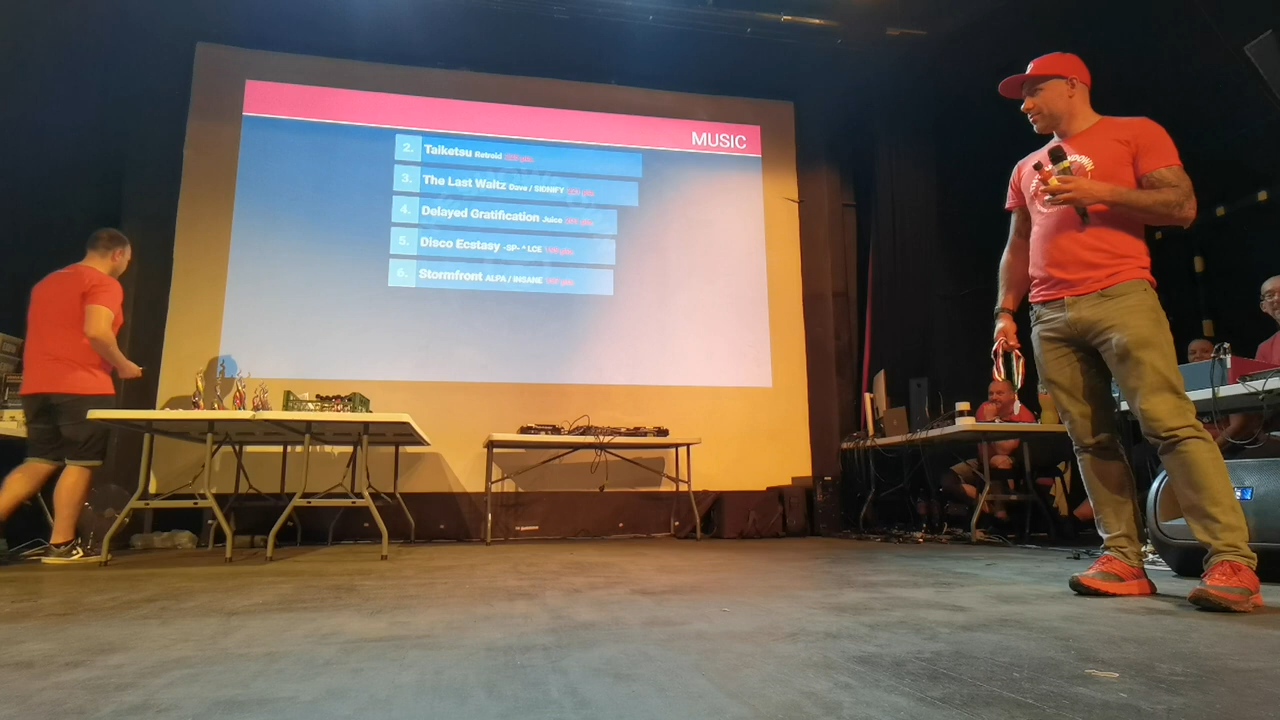 MUSIC
2. Taiketsu Retroid
3. The Last Waltz Dave / SIDNIFY
4. Delayed Gratification Juice
5. Disco Ecstasy -SP- ^ LCE
6. Stormfront ALPA / INSANE